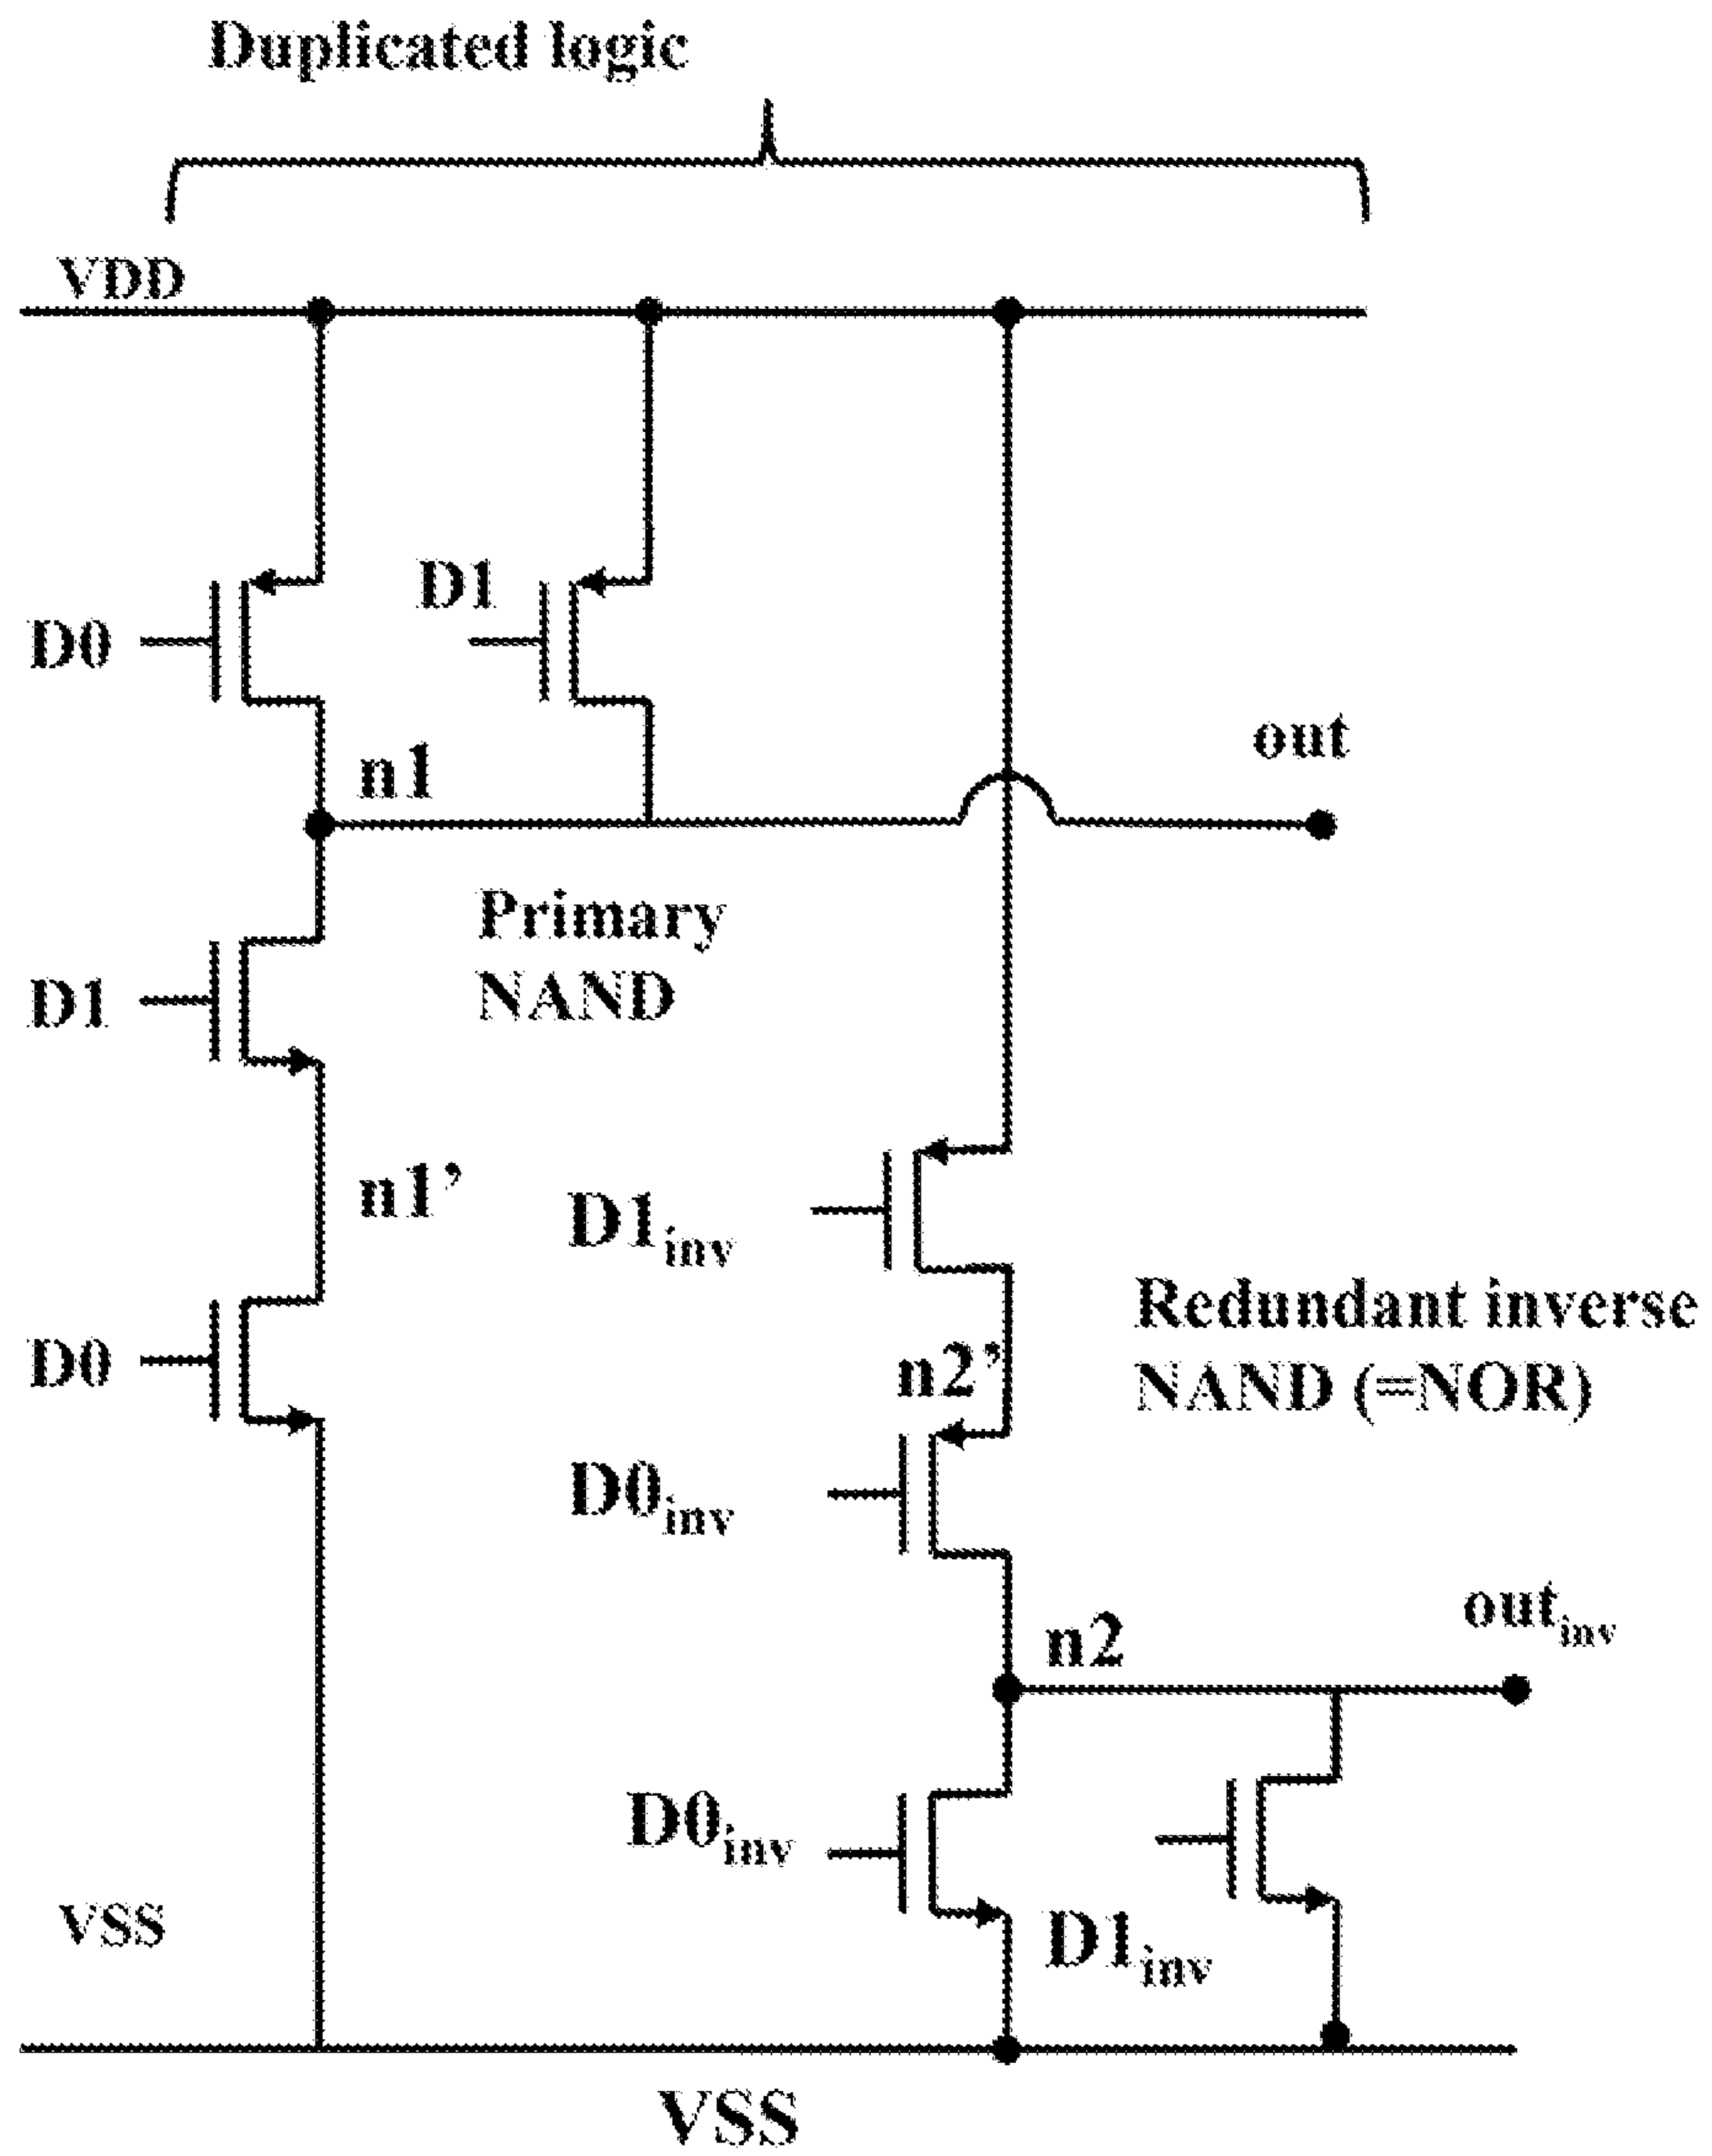 Duplicated logic
VDD
D0
D1
n1
out
Primary
NAND
D1
n1’
D1inv
Redundant inverse
NAND (=NOR)
D0
n2’
D0inv
n2
outinv
D0inv
D1inv
VSS
VSS